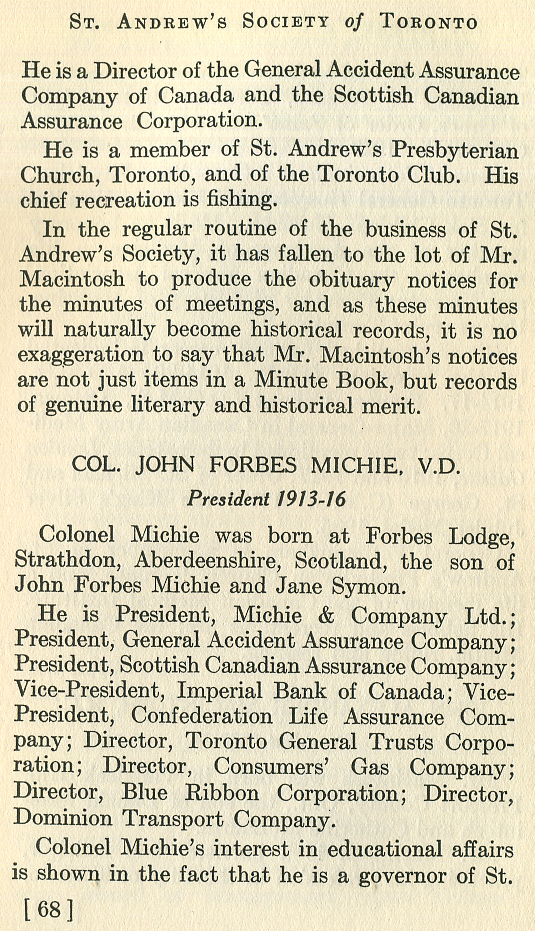 St. Andrew's Society of Toronto
He is a Director of the General Accident Assurance
Company of Canada and the Scottish Canadian
Assurance Corporation.
He is a member of St. Andrew's Presbyterian
Church, Toronto, and of the Toronto Club. His
chief recreation is fishing.
In the regular routine of the business of St.
Andrew's Society, it has fallen to the lot of Mr.
Macintosh to produce the obituary notices for
the minutes of meetings, and as these minutes
will naturally become historical records, it is no
exaggeration to say that Mr. Macintosh's notices
are not just items in a Minute Book, but records
of genuine literary and historical merit.
COL. JOHN FORBES MICHIE, V.D.
President 1913-16
Colonel Michie was born at Forbes Lodge,
Strathdon, Aberdeenshire, Scotland, the son of
John Forbes Michie and Jane Symon.
He is President, Michie & Company Ltd.;
President, General Accident Assurance Company;
President, Scottish Canadian Assurance Company;
Vice-President, Imperial Bank of Canada; Vice-
President, Confederation Life Assurance Com-
pany; Director, Toronto General Trusts Corpo-
ration; Director, Consumers' Gas Company;
Director, Blue Ribbon Corporation; Director,
Dominion Transport Company.
Colonel Michie's interest in educational affairs
is shown in the fact that he is a governor of St.
[ 68 ]